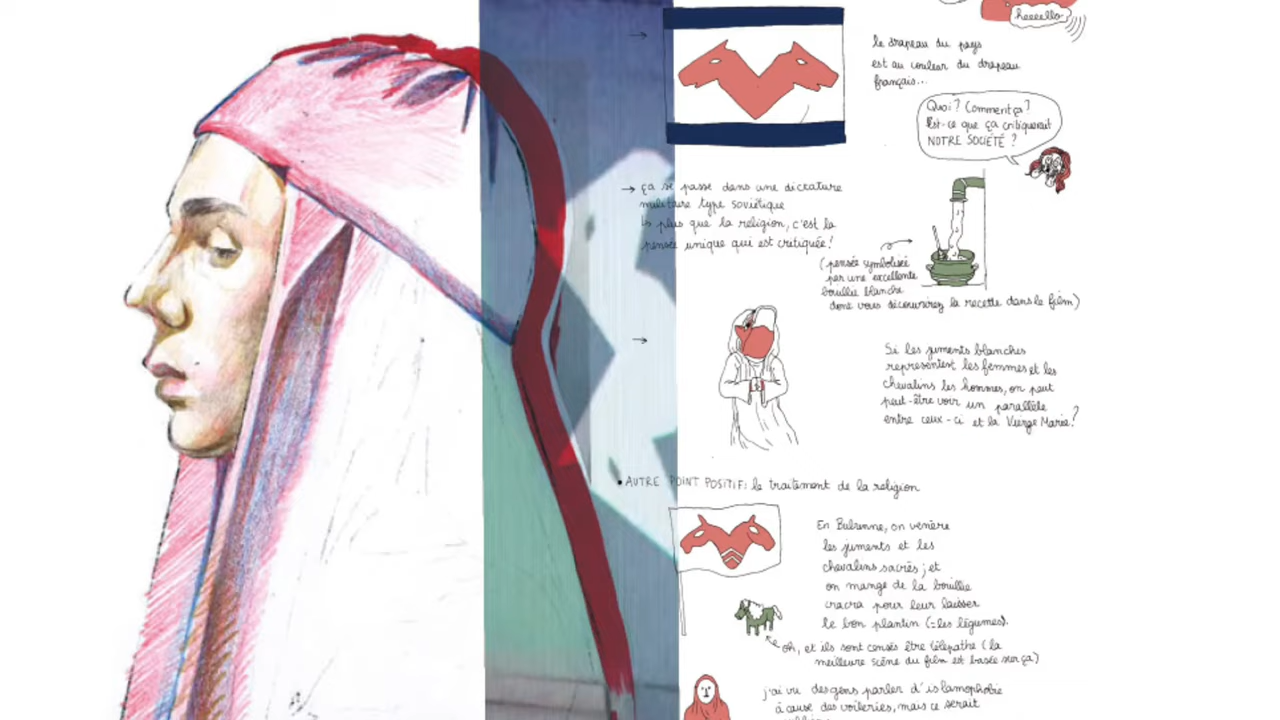 heeeello
le drapeau du pays
est au couleur du drapeau
français...
Quoi? Comment ça?
Est-ce que ça critiquerait
NOTRE SOCIÉTÉ ?
→ ça se passe dans une dictature
militaire type soviétique
↳ plus que la religion, c'est la
pensée unique qui est critiquée!
(pensée symbolisée
par une excellente
bouillie blanche
dont vous découvrirez la recette dans le film)
Si les juments blanches
représentent les femmes et les
chevalins les hommes, on peut
peut-être voir un parallèle
entre ceux-ci et la Vierge Marie?
• AUTRE POINT POSITIF: le traitement de la religion
En Bubunne, on vénère
les juments et les
chevalins sacrés ; et
on mange de la bouillie
cracra pour leur laisser
le bon plantin (=les légumes).
oh, et ils sont censés être télépathe (la
meilleure scène du film est basée sur ça)
j'ai vu des gens parler d'islamophobie
à cause des voileries, mais ce serait